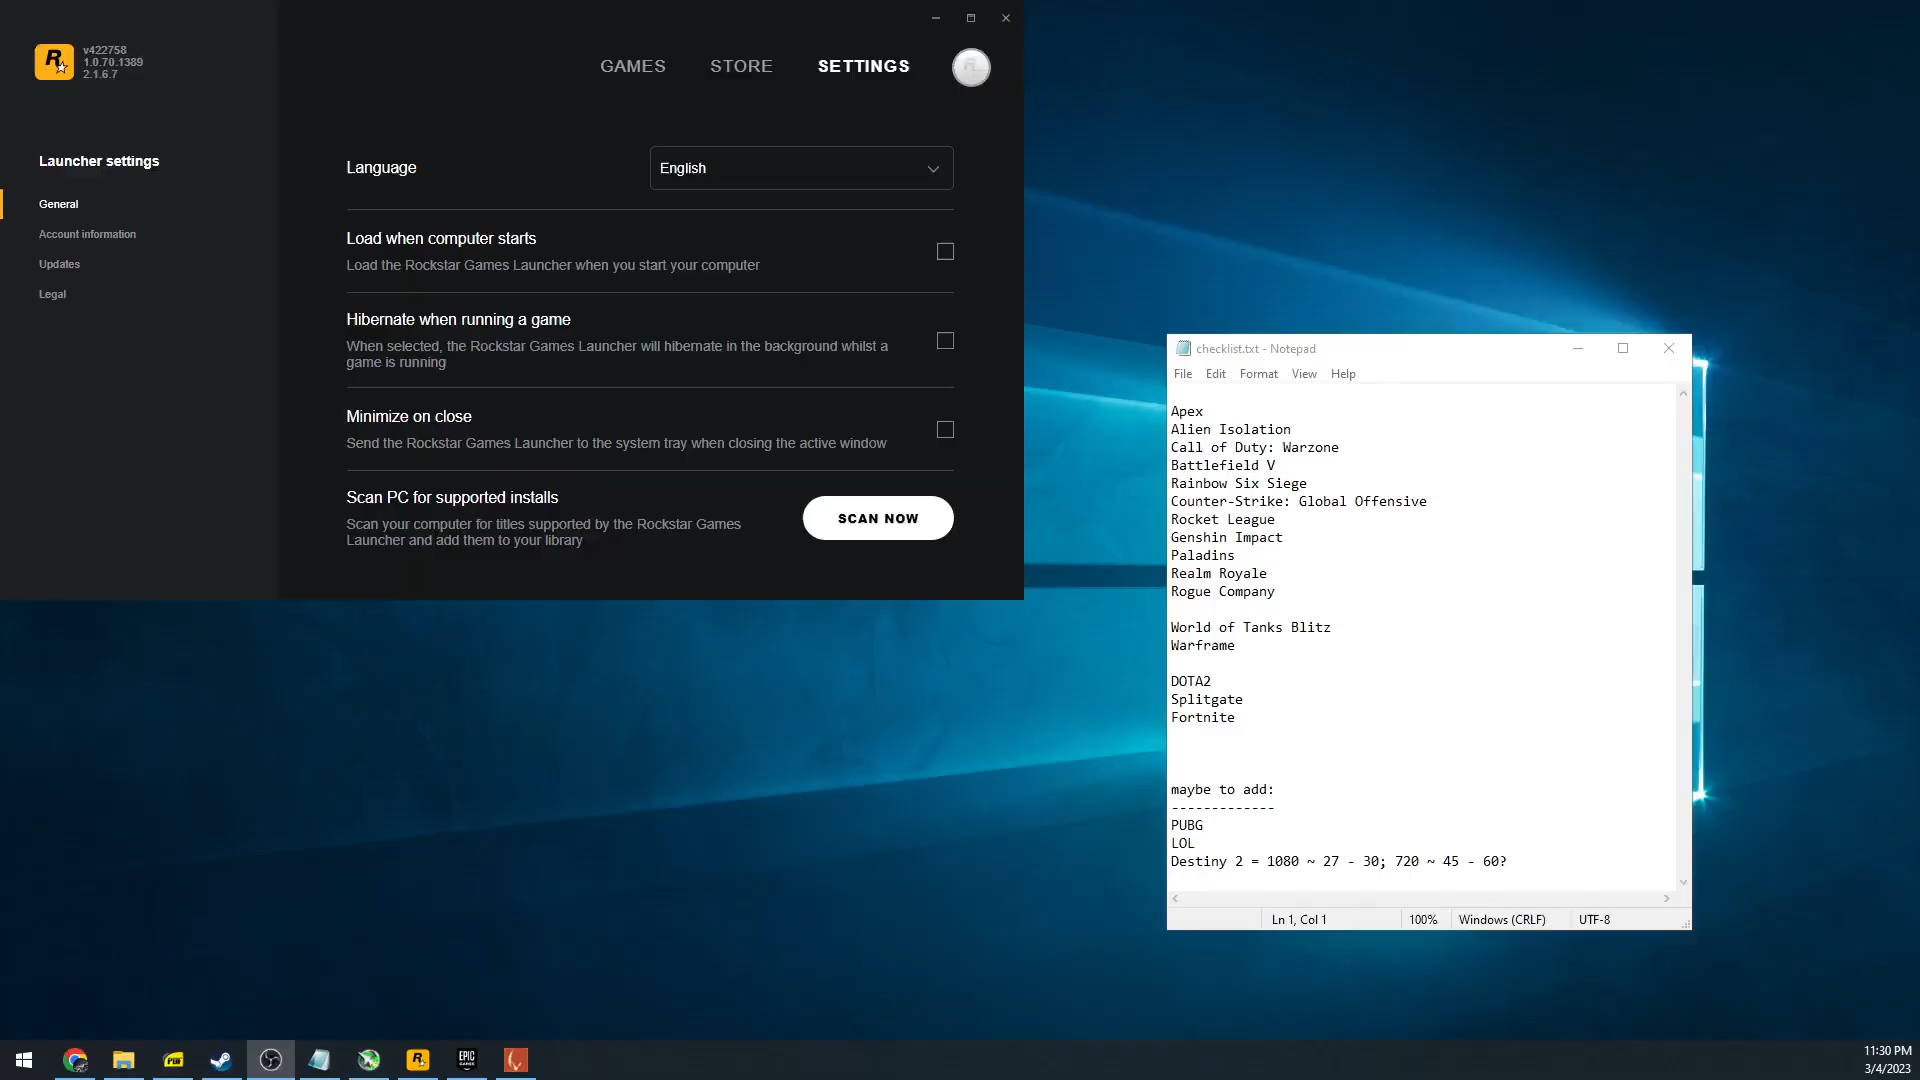 v422758
1.0.70.1389
2.1.6.7
GAMES
STORE
SETTINGS
Launcher settings
General
Account information
Updates
Legal
Language
English
Load when computer starts
Load the Rockstar Games Launcher when you start your computer
Hibernate when running a game
When selected, the Rockstar Games Launcher will hibernate in the background whilst a
game is running
Minimize on close
Send the Rockstar Games Launcher to the system tray when closing the active window
Scan PC for supported installs
Scan your computer for titles supported by the Rockstar Games
Launcher and add them to your library
SCAN NOW
checklist.txt - Notepad
File Edit Format View Help
Apex
Alien Isolation
Call of Duty: Warzone
Battlefield V
Rainbow Six Siege
Counter-Strike: Global Offensive
Rocket League
Genshin Impact
Paladins
Realm Royale
Rogue Company
World of Tanks Blitz
Warframe
DOTA2
Splitgate
Fortnite
maybe to add:
-------------
PUBG
LOL
Destiny 2 = 1080 ~ 27 - 30; 720 ~ 45 - 60?
Ln 1, Col 1
100%
Windows (CRLF)
UTF-8
PDF
EPIC
GAMES
11:30 PM
3/4/2023